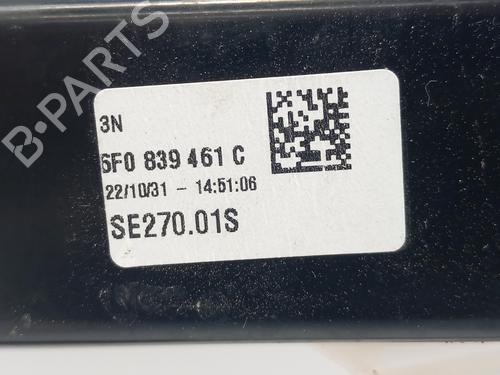 B-PARTS
3N
6F0 839 461 C
22/10/31 - 14:51:06
SE270.01S